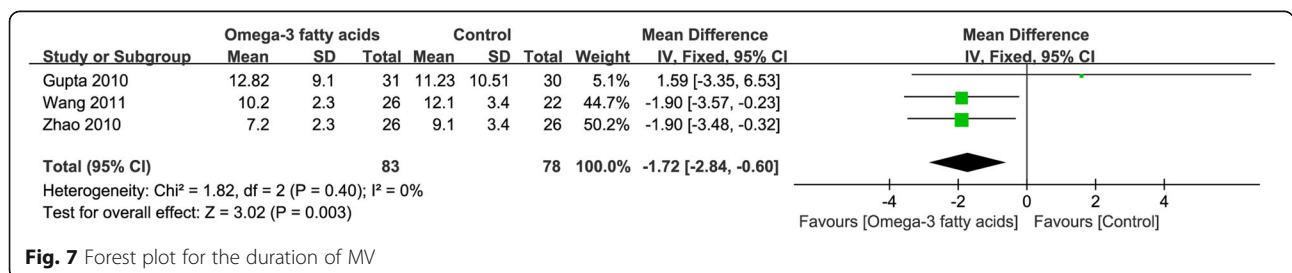 Omega-3 fatty acids Control Mean Difference Mean Difference
Study or Subgroup Mean SD Total Mean SD Total Weight IV, Fixed, 95% CI IV, Fixed, 95% CI
Gupta 2010 12.82 9.1 31 11.23 10.51 30 5.1% 1.59 [-3.35, 6.53]
Wang 2011 10.2 2.3 26 12.1 3.4 22 44.7% -1.90 [-3.57, -0.23]
Zhao 2010 7.2 2.3 26 9.1 3.4 26 50.2% -1.90 [-3.48, -0.32]
Total (95% CI) 83 78 100.0% -1.72 [-2.84, -0.60]
Heterogeneity: Chi² = 1.82, df = 2 (P = 0.40); I² = 0%
Test for overall effect: Z = 3.02 (P = 0.003)
-4 -2 0 2 4
Favours [Omega-3 fatty acids] Favours [Control]
Fig. 7 Forest plot for the duration of MV